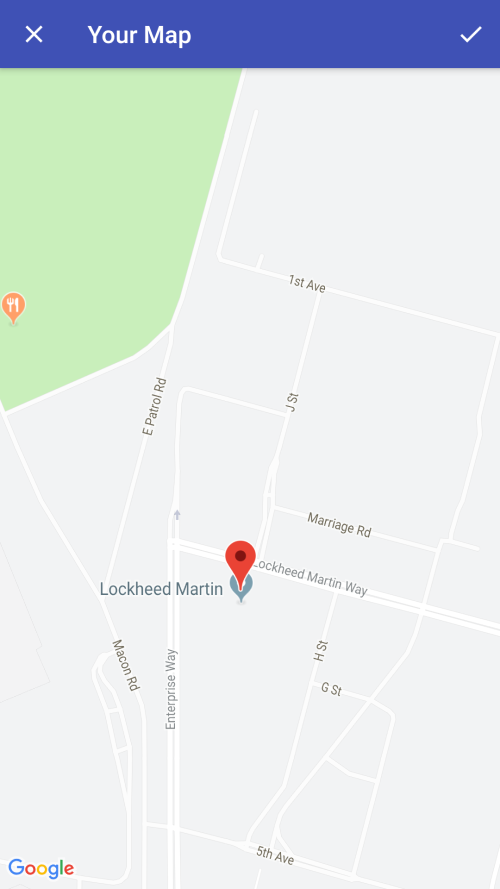 Your Map
1st Ave
E Patrol Rd
J St
Marriage Rd
Lockheed Martin Way
Lockheed Martin
H St
Macon Rd
Enterprise Way
G St
5th Ave
Google